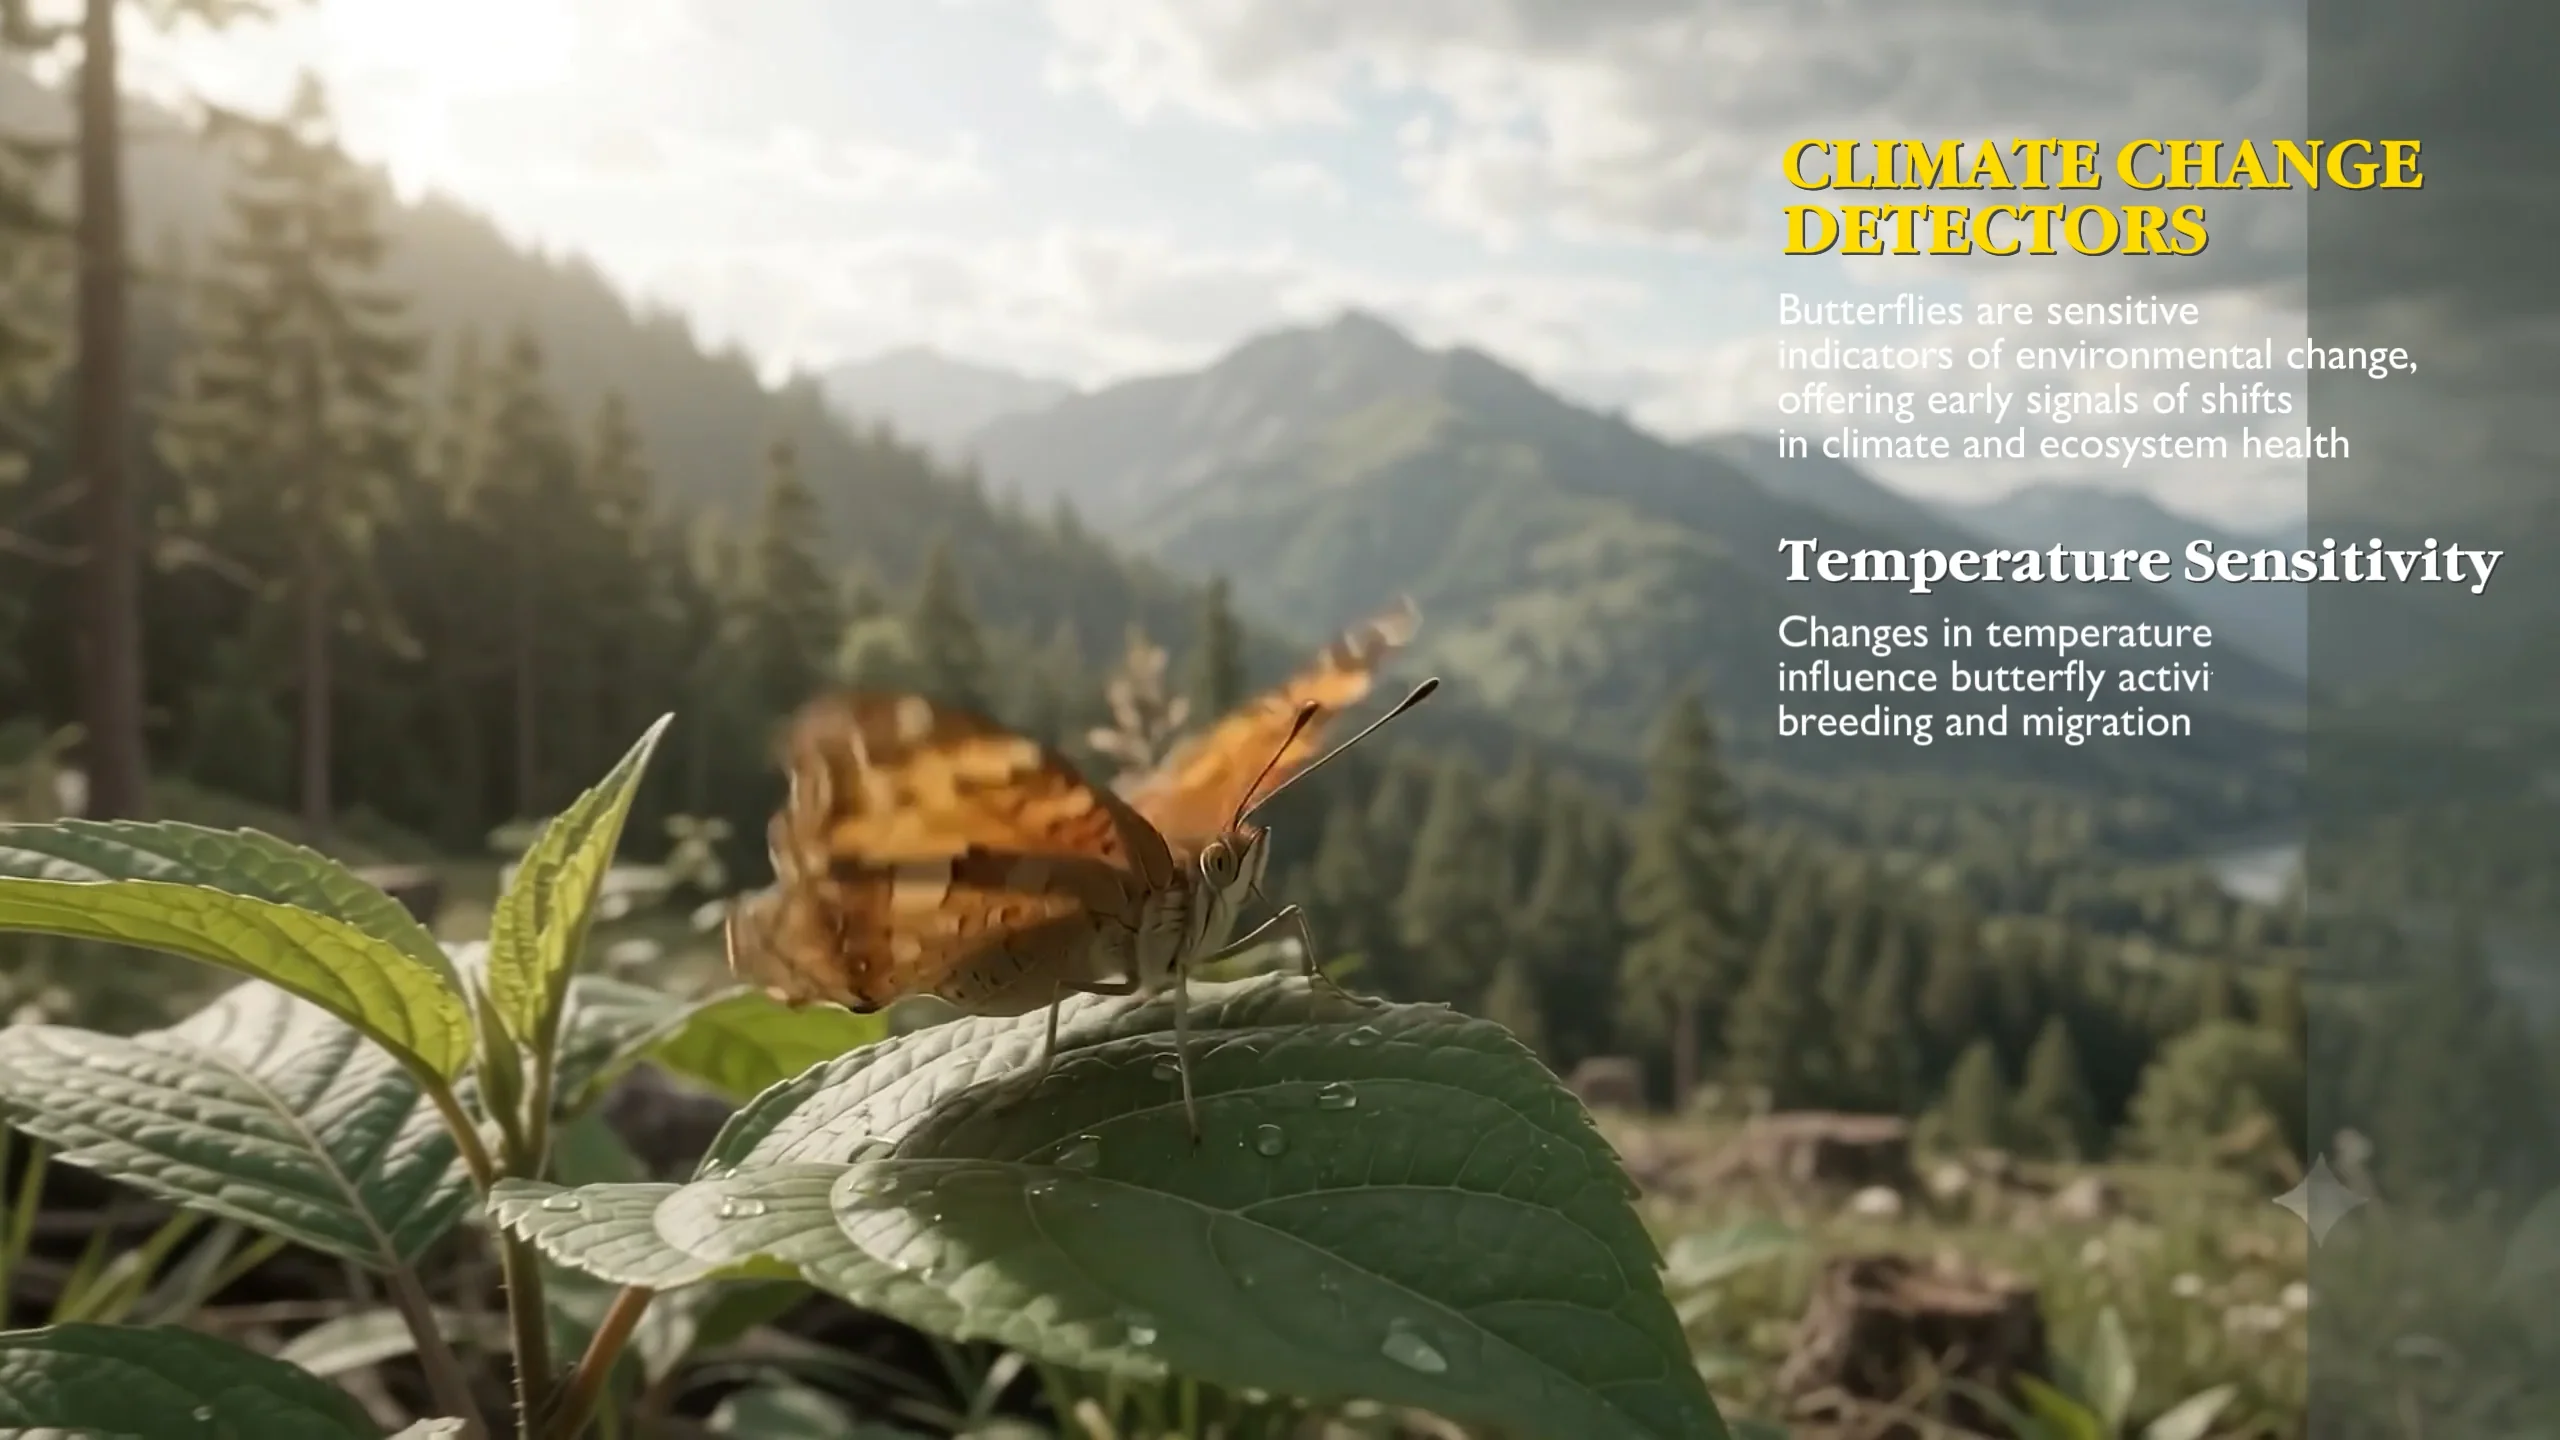 CLIMATE CHANGE
DETECTORS
Butterflies are sensitive
indicators of environmental change,
offering early signals of shifts
in climate and ecosystem health
Temperature Sensitivity
Changes in temperature
influence butterfly activi
breeding and migration